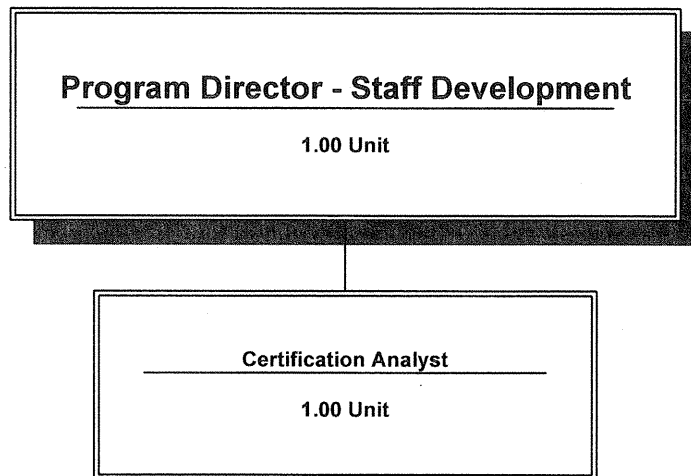 Program Director - Staff Development
1.00 Unit
Certification Analyst
1.00 Unit